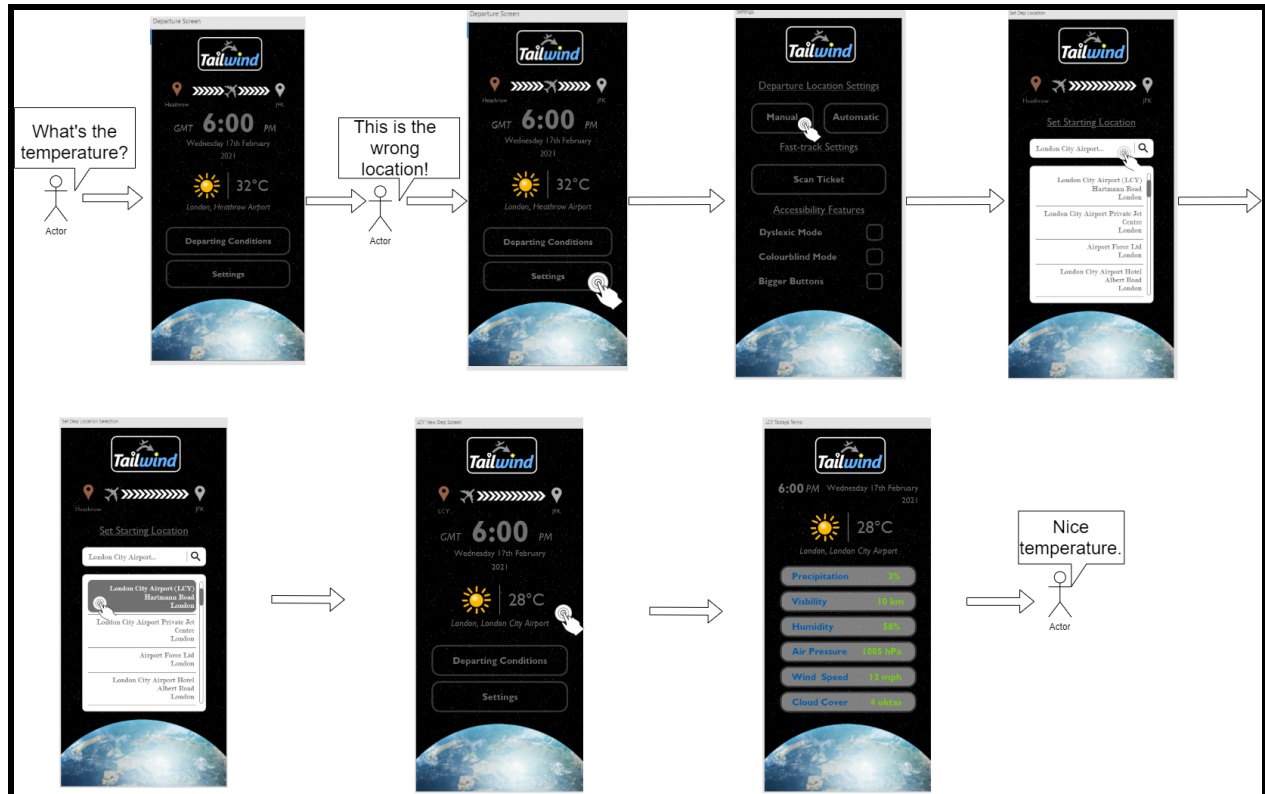 Departure Screen
Tailwind
Heathrow
JFK
GMT 6:00 PM
Wednesday 17th February
2021
32°C
London, Heathrow Airport
Departing Conditions
Settings
What's the
temperature?
Actor
This is the
wrong
location!
Actor
Departure Screen
Tailwind
Heathrow
JFK
GMT 6:00 PM
Wednesday 17th February
2021
32°C
London, Heathrow Airport
Departing Conditions
Settings
Settings
Tailwind
Departure Location Settings
Manual
Automatic
Fast-track Settings
Scan Ticket
Accessibility Features
Dyslexic Mode
Colourblind Mode
Bigger Buttons
Set Dep Location
Tailwind
Heathrow
JFK
Set Starting Location
London City Airport...
London City Airport (LCY)
Hartmann Road
London
London City Airport Private Jet
Centre
London
Airport Force Ltd
London
London City Airport Hotel
Albert Road
London
Set Dep Location Selection
Tailwind
Heathrow
JFK
Set Starting Location
London City Airport...
London City Airport (LCY)
Hartmann Road
London
London City Airport Private Jet
Centre
London
Airport Force Ltd
London
London City Airport Hotel
Albert Road
London
LCY New Dep Screen
Tailwind
LCY
JFK
GMT 6:00 PM
Wednesday 17th February
2021
28°C
London, London City Airport
Departing Conditions
Settings
LCY Todays Temp
Tailwind
6:00 PM Wednesday 17th February
2021
28°C
London, London City Airport
Precipitation 2%
Visbility 10 km
Humidity 58%
Air Pressure 1005 hPa
Wind Speed 12 mph
Cloud Cover 4 oktas
Nice
temperature.
Actor